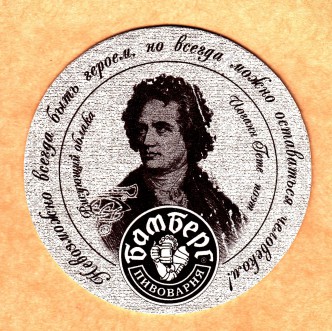 Невозможно всегда быть героем, но всегда можно оставаться человеком!
Иоганн Гете поэт
БАМБЕРГ
ПИВОВАРНЯ